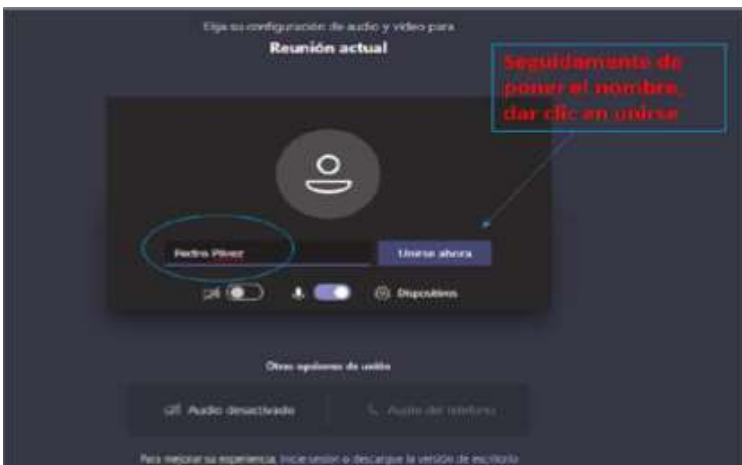 Elija su configuración de audio y vídeo para
Reunión actual
Seguidamente de
poner el nombre,
dar clic en unirse
Pedro
Unirse ahora
Dispositivos
Otras opciones de unión
Audio desactivado
Audio del teléfono
Para mejorar su experiencia, inicie sesión o descargue la versión de escritorio